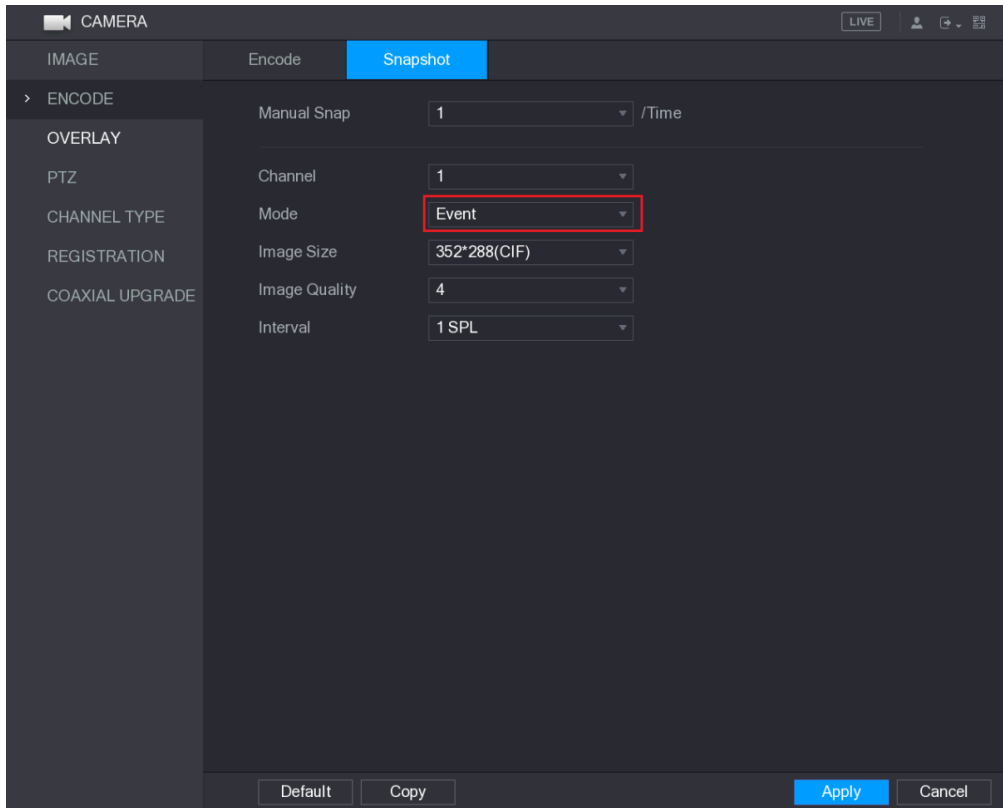 CAMERA
LIVE
IMAGE
ENCODE
OVERLAY
PTZ
CHANNEL TYPE
REGISTRATION
COAXIAL UPGRADE
Encode Snapshot
Manual Snap 1 /Time
Channel 1
Mode Event
Image Size 352*288(CIF)
Image Quality 4
Interval 1 SPL
Default Copy Apply Cancel